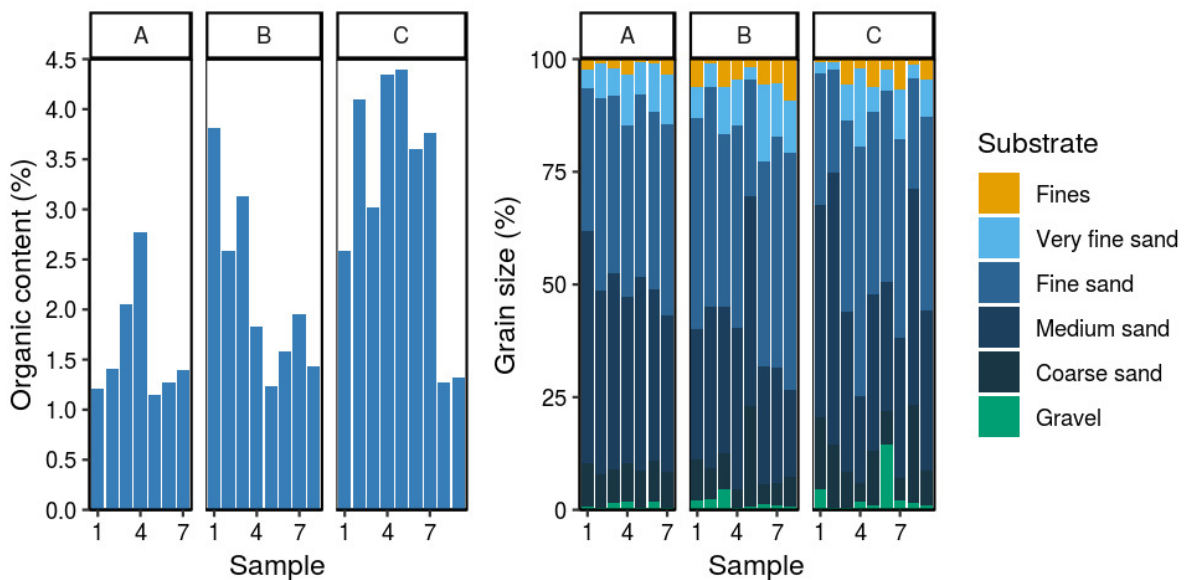 A B C
4.5
4.0
3.5
3.0
2.5
2.0
1.5
1.0
0.5
0.0
Organic content (%)
1 4 7 1 4 7 1 4 7
Sample
A B C
100
75
50
25
0
Grain size (%)
1 4 7 1 4 7 1 4 7
Sample
Substrate
Fines
Very fine sand
Fine sand
Medium sand
Coarse sand
Gravel